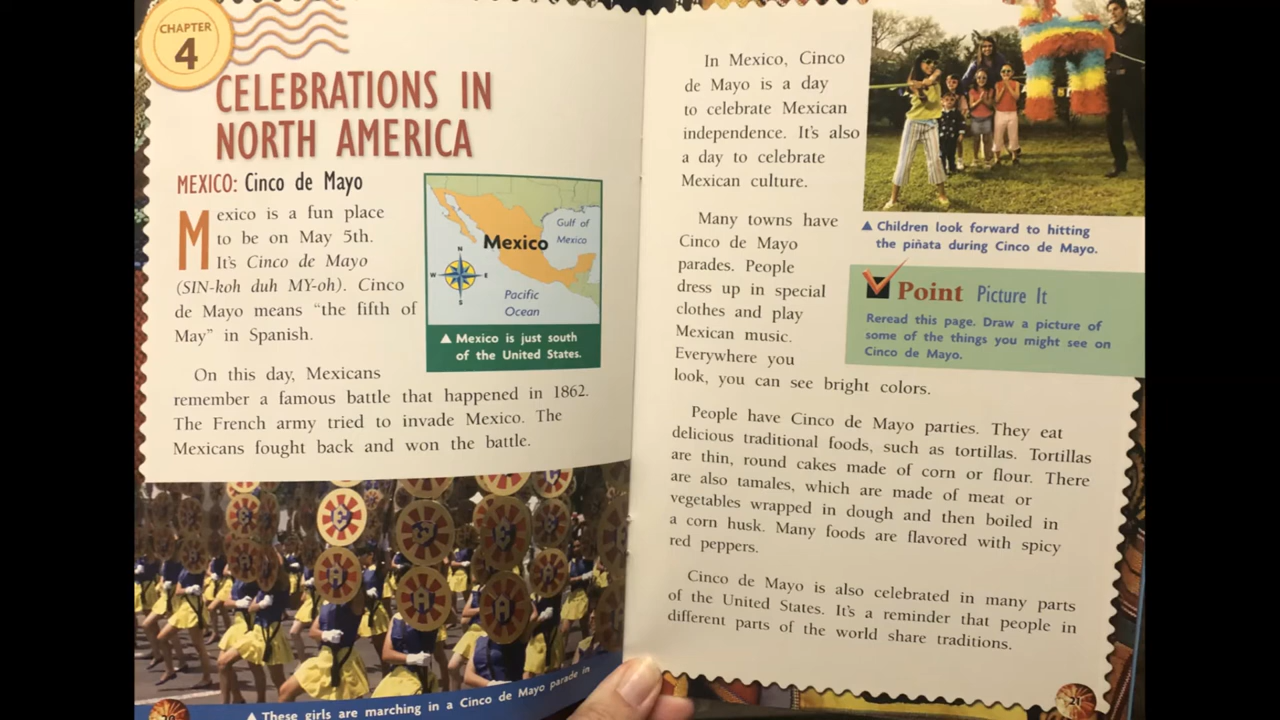 CHAPTER
4
CELEBRATIONS IN
NORTH AMERICA
MEXICO: Cinco de Mayo
Mexico is a fun place
to be on May 5th.
It's Cinco de Mayo
(SIN-koh duh MY-oh). Cinco
de Mayo means "the fifth of
May" in Spanish.
Gulf of
Mexico
Mexico
N
W E
S
Pacific
Ocean
▲ Mexico is just south
of the United States.
On this day, Mexicans
remember a famous battle that happened in 1862.
The French army tried to invade Mexico. The
Mexicans fought back and won the battle.
▲ These girls are marching in a Cinco de Mayo parade in
20
In Mexico, Cinco
de Mayo is a day
to celebrate Mexican
independence. It's also
a day to celebrate
Mexican culture.
▲ Children look forward to hitting
the piñata during Cinco de Mayo.
Many towns have
Cinco de Mayo
parades. People
dress up in special
clothes and play
Mexican music.
Everywhere you
look, you can see bright colors.
Point Picture It
Reread this page. Draw a picture of
some of the things you might see on
Cinco de Mayo.
People have Cinco de Mayo parties. They eat
delicious traditional foods, such as tortillas. Tortillas
are thin, round cakes made of corn or flour. There
are also tamales, which are made of meat or
vegetables wrapped in dough and then boiled in
a corn husk. Many foods are flavored with spicy
red peppers.
Cinco de Mayo is also celebrated in many parts
of the United States. It's a reminder that people in
different parts of the world share traditions.
21